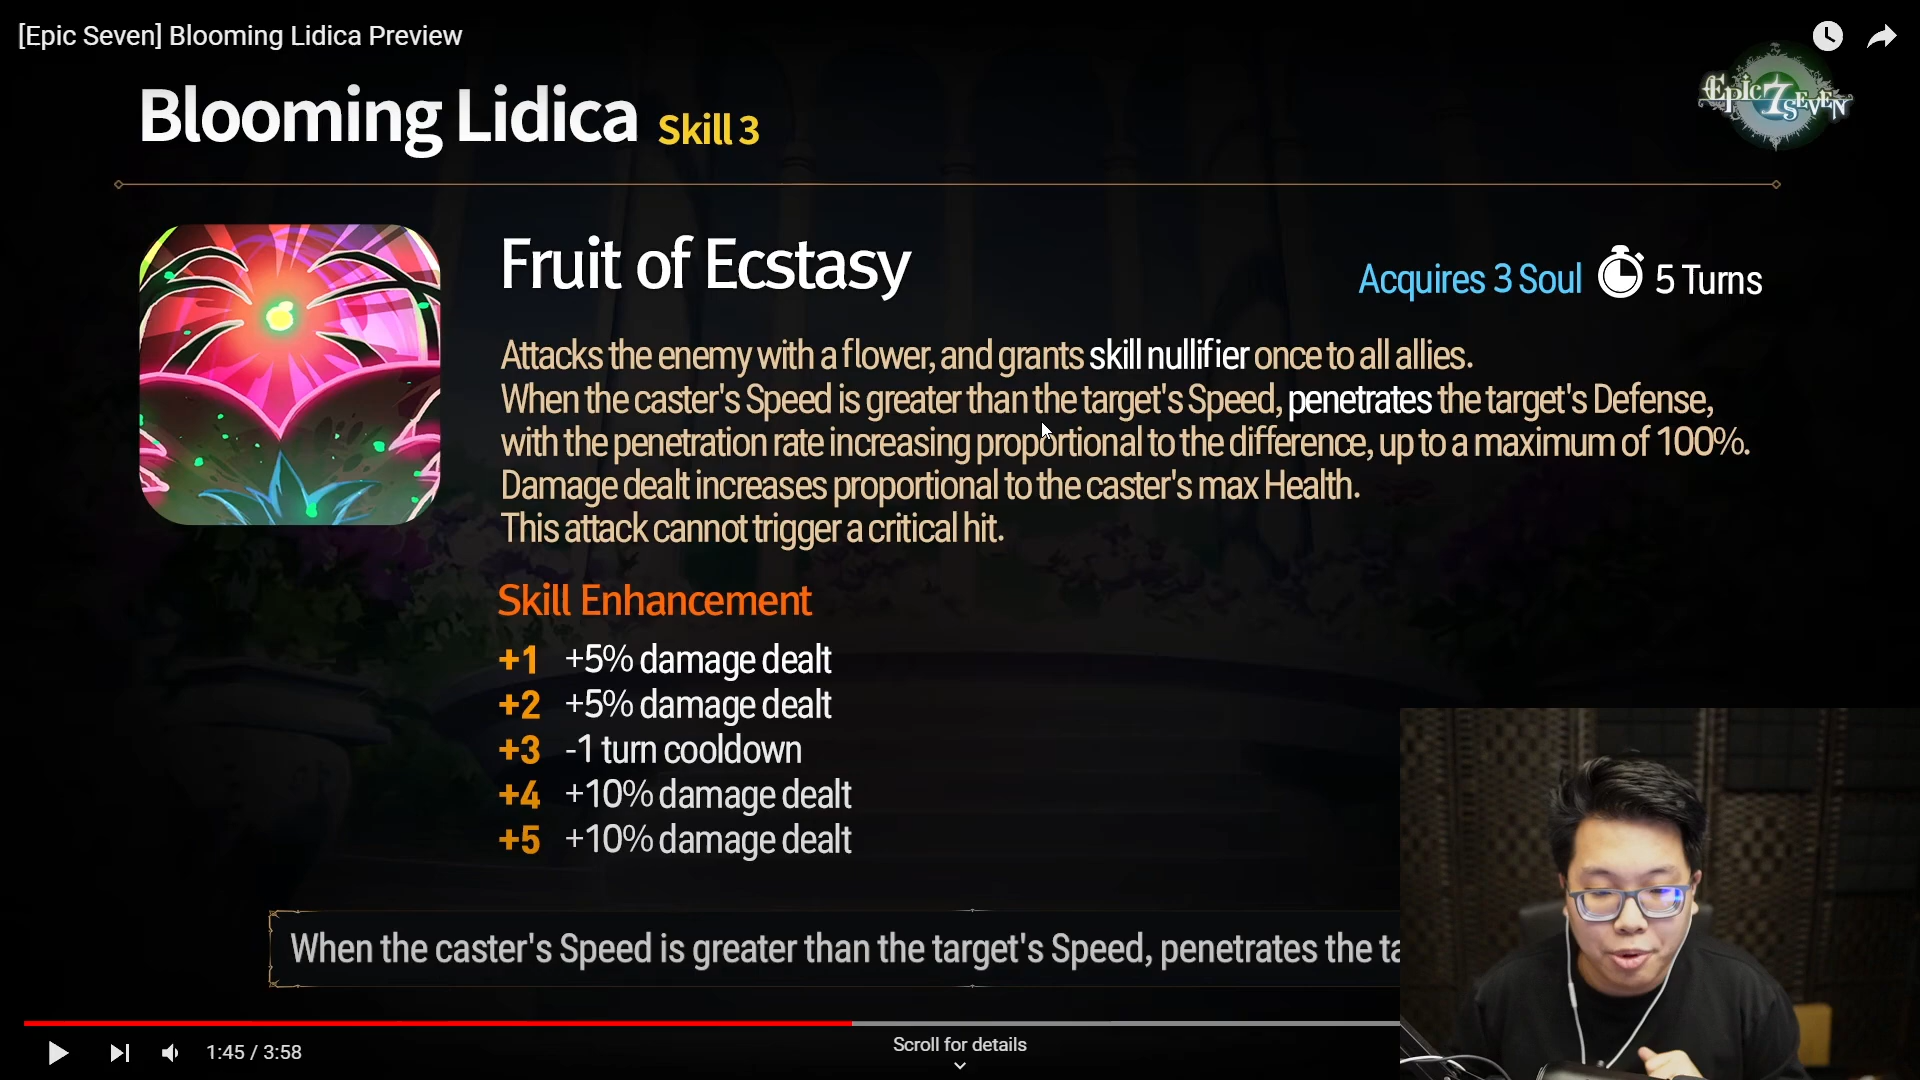 [Epic Seven] Blooming Lidica Preview
Epic 7 SEVEN
Blooming Lidica Skill 3
Fruit of Ecstasy
Acquires 3 Soul 5 Turns
Attacks the enemy with a flower, and grants skill nullifier once to all allies.
When the caster's Speed is greater than the target's Speed, penetrates the target's Defense,
with the penetration rate increasing proportional to the difference, up to a maximum of 100%.
Damage dealt increases proportional to the caster's max Health.
This attack cannot trigger a critical hit.
Skill Enhancement
+1 +5% damage dealt
+2 +5% damage dealt
+3 -1 turn cooldown
+4 +10% damage dealt
+5 +10% damage dealt
When the caster's Speed is greater than the target's Speed, penetrates the ta
1:45 / 3:58
Scroll for details